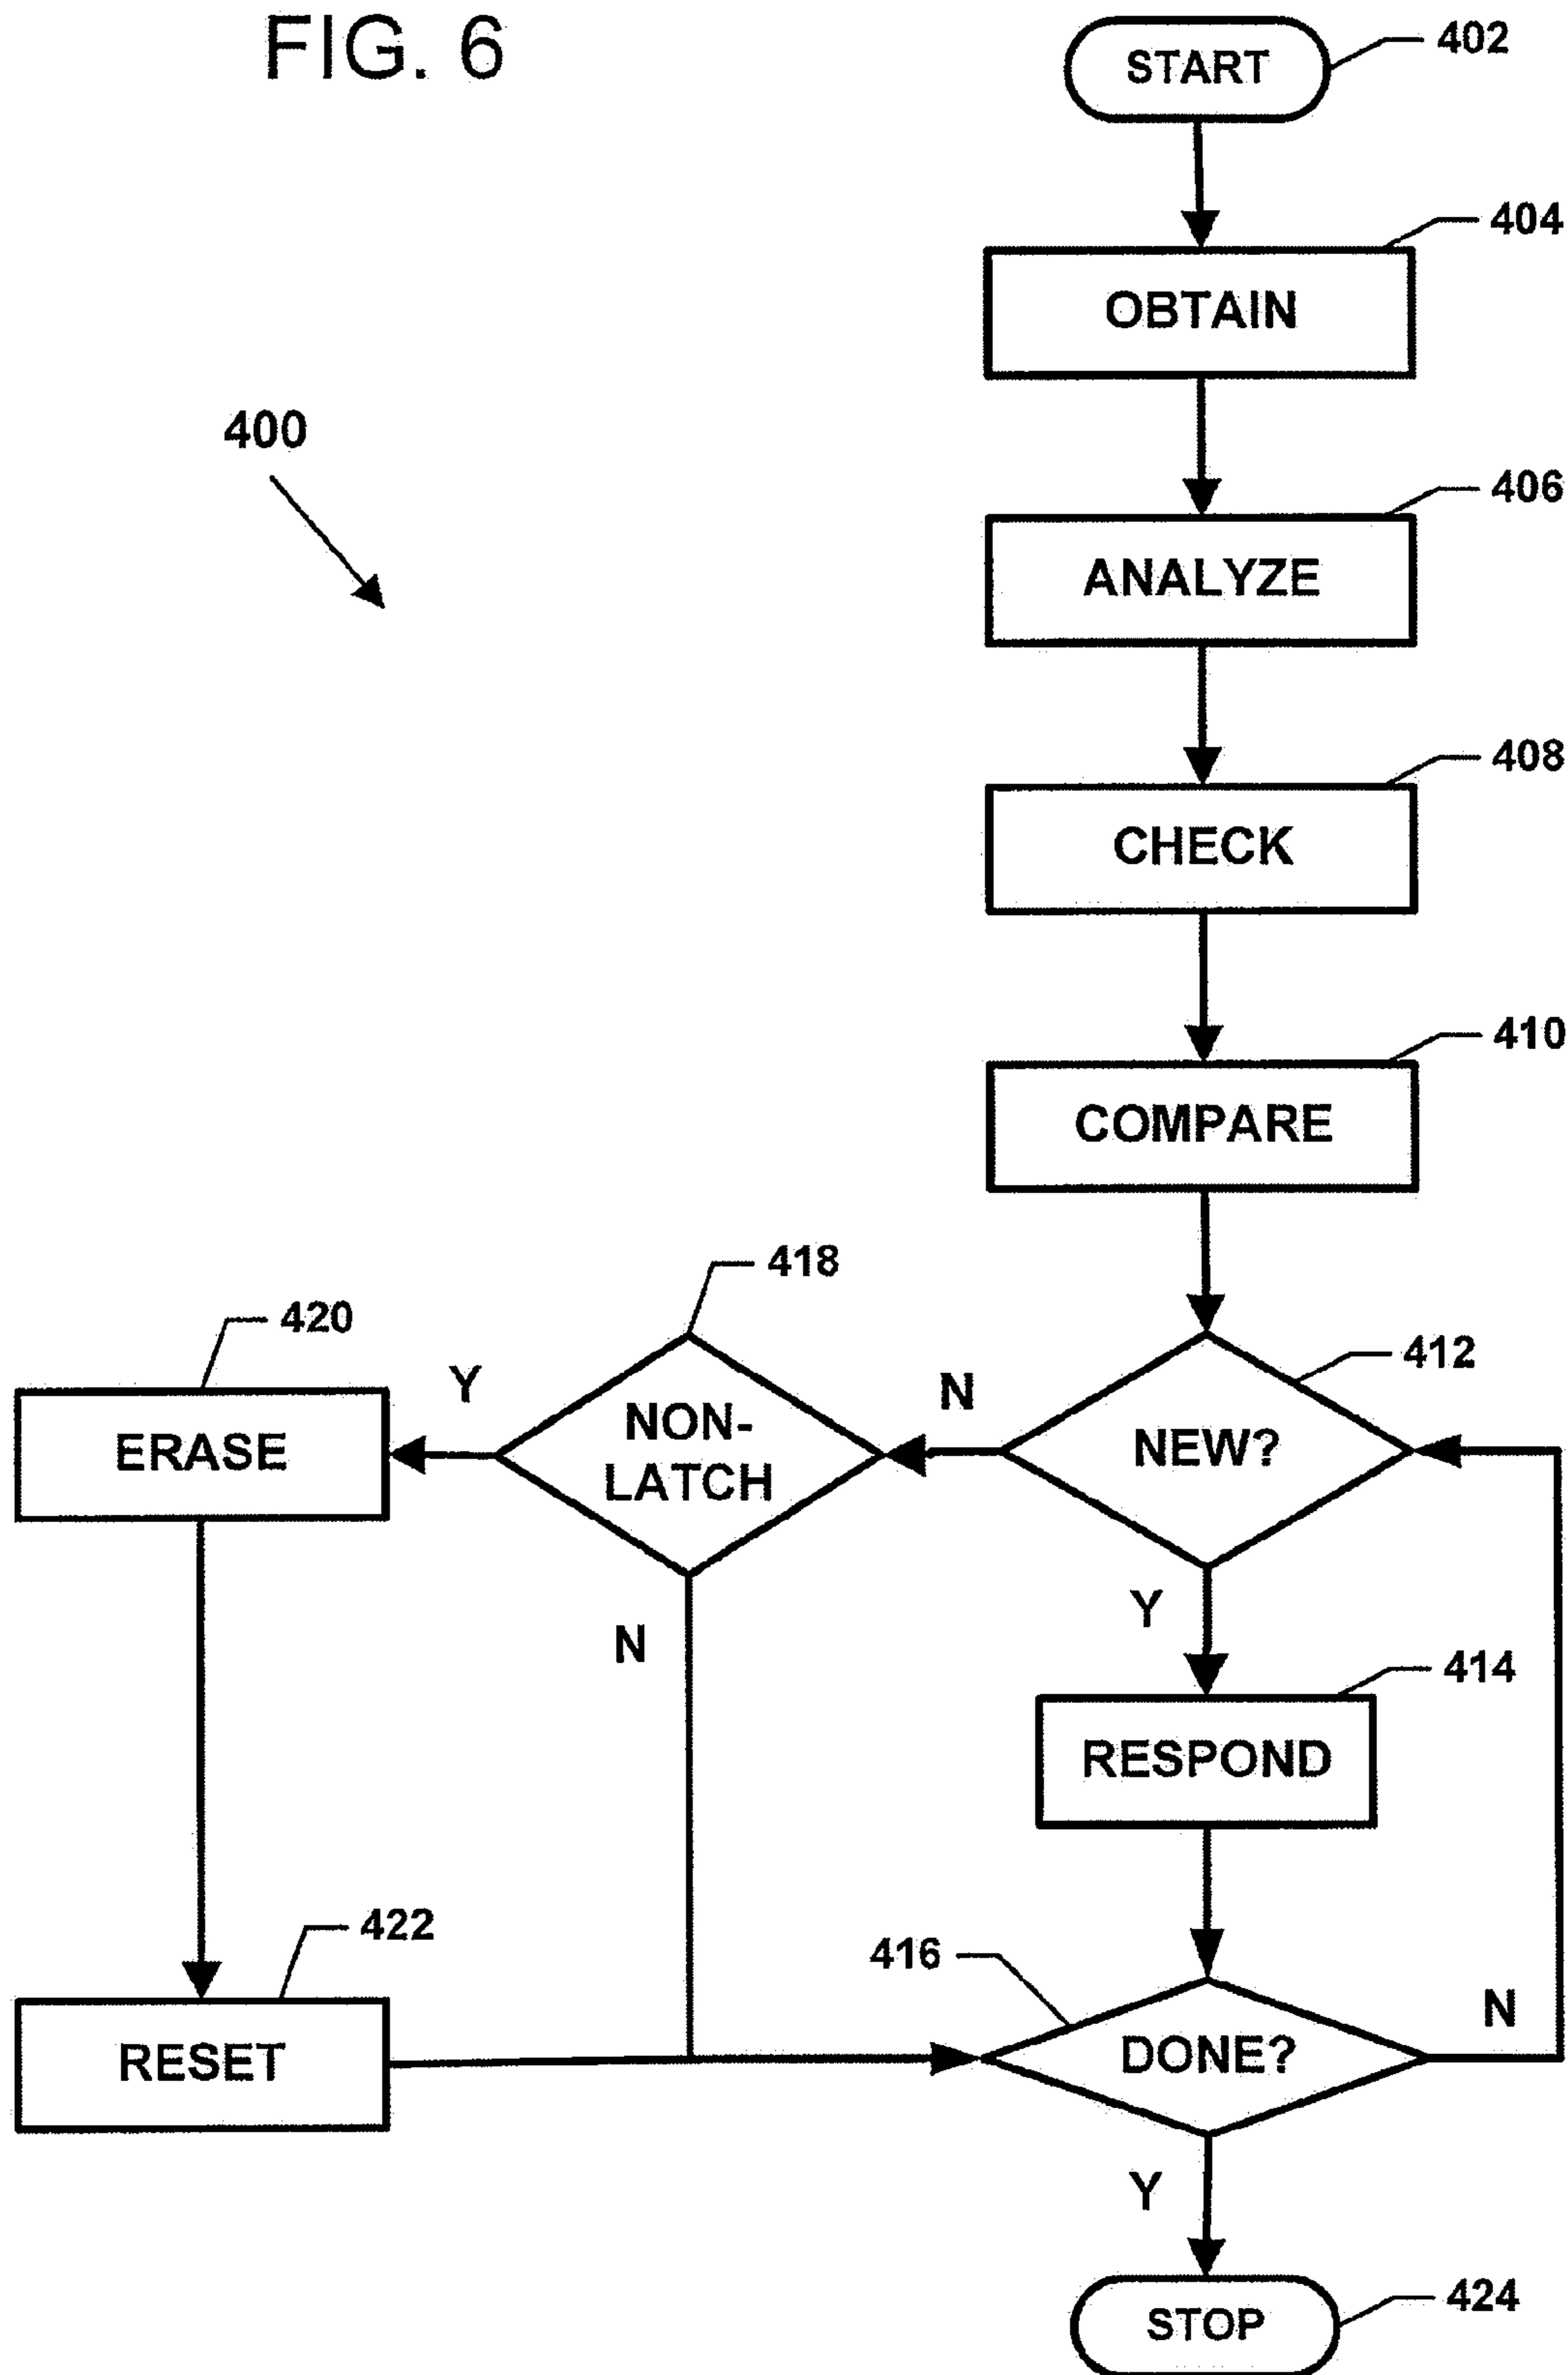 FIG. 6
START
402
404
OBTAIN
400
406
ANALYZE
408
CHECK
410
COMPARE
418
420
412
Y
N
NON-
LATCH
NEW?
ERASE
Y
N
414
RESPOND
422
416
N
RESET
DONE?
Y
424
STOP